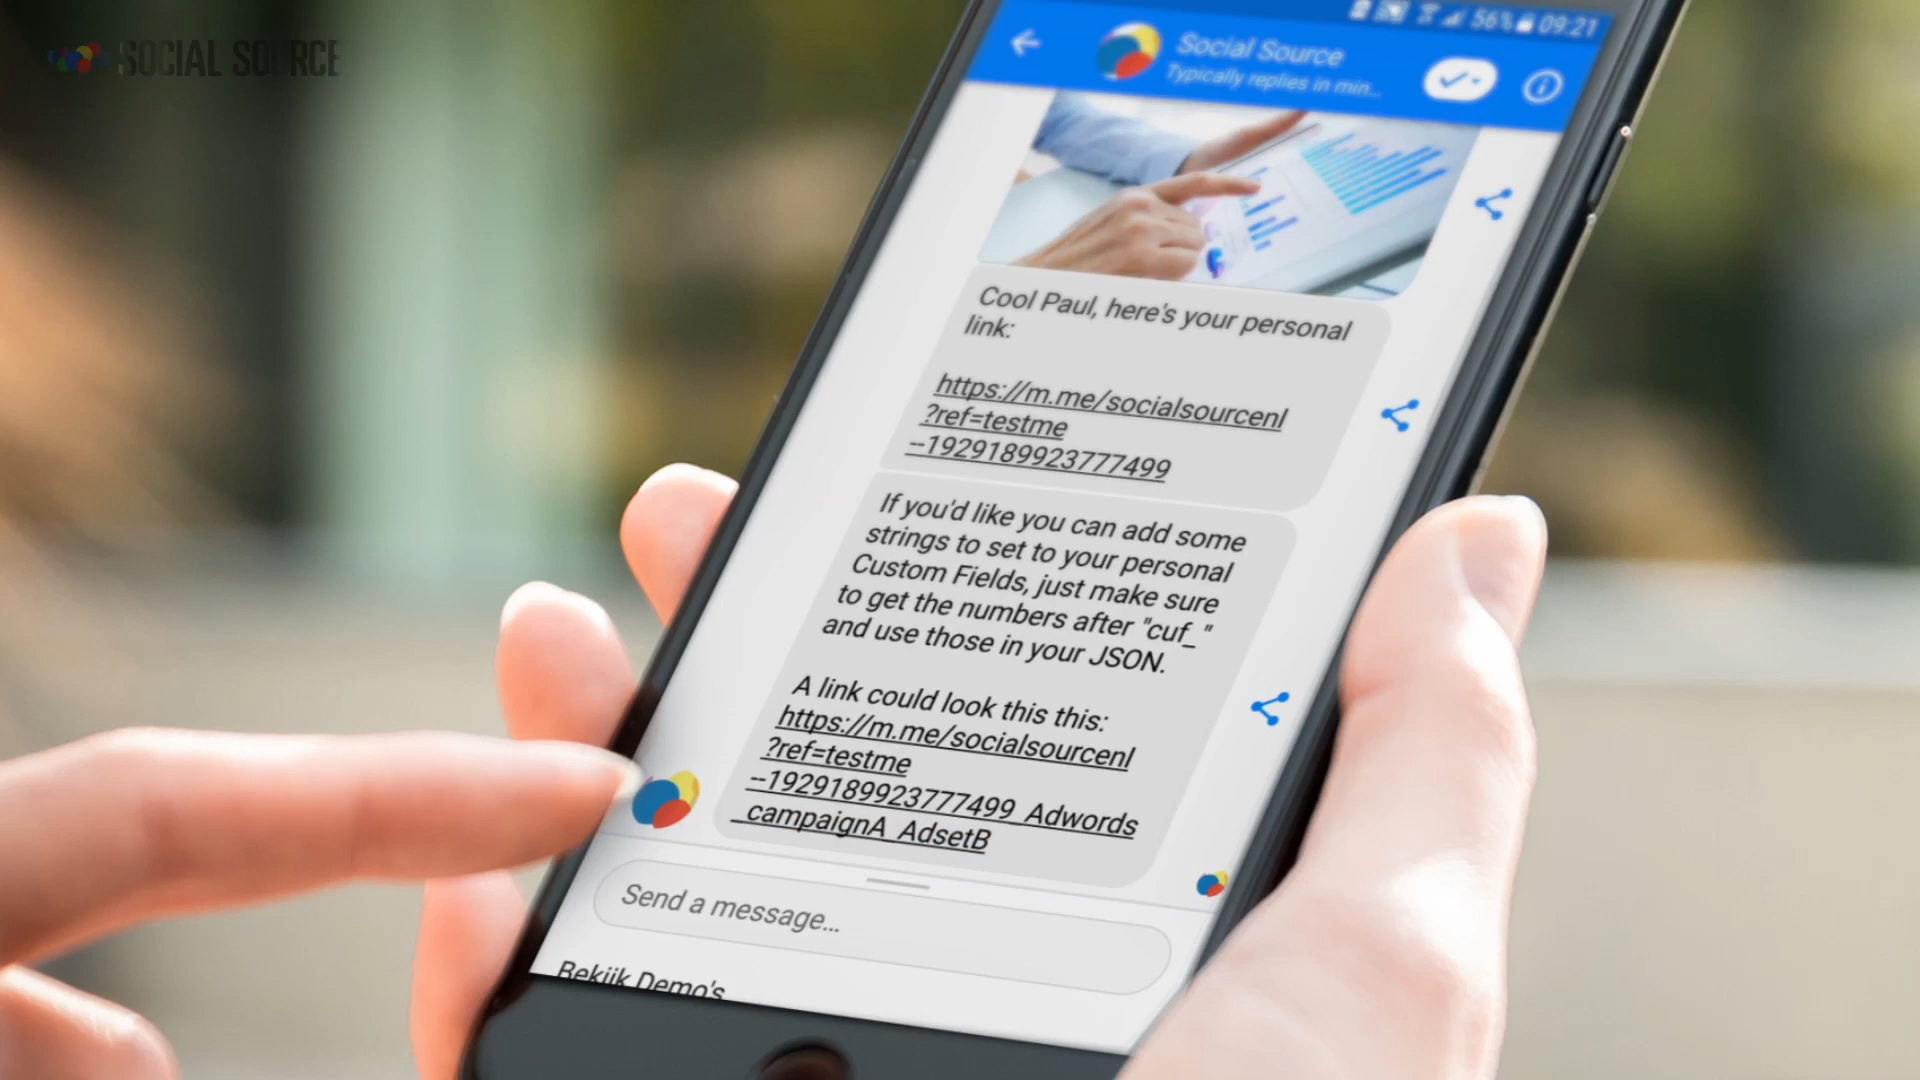 SOCIAL SOURCE
56% 09:21
Social Source
Typically replies in min...
Cool Paul, here's your personal
link:
https://m.me/socialsourcenl
?ref=testme
--1929189923777499
If you'd like you can add some
strings to set to your personal
Custom Fields, just make sure
to get the numbers after "cuf_"
and use those in your JSON.
A link could look this this:
https://m.me/socialsourcenl
?ref=testme
--1929189923777499_Adwords
_campaignA_AdsetB
Send a message...
Bekijk Demo's